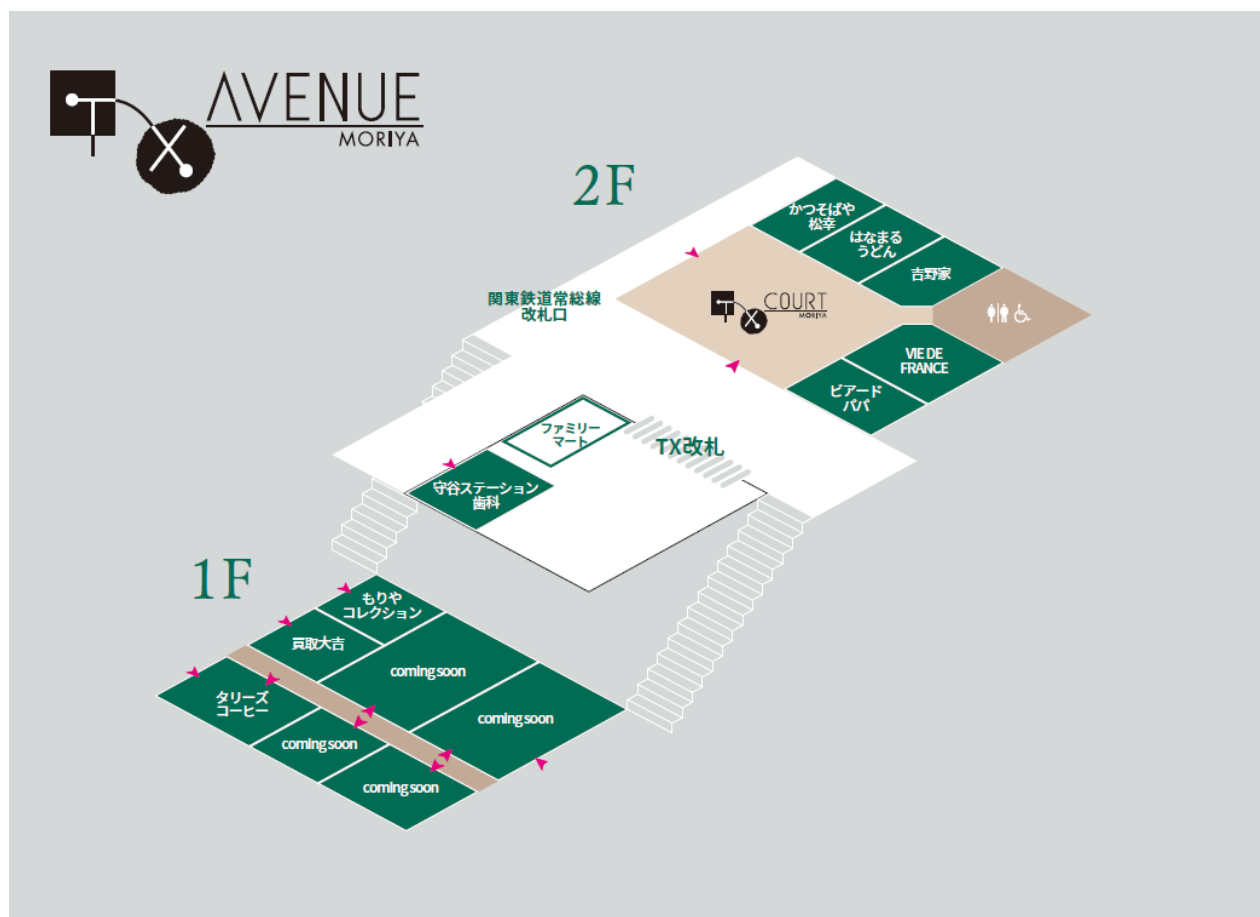 TX AVENUE
MORIYA
2F
かつそばや
松幸
はなまる
うどん
吉野家
関東鉄道常総線
改札口
TX COURT
MORIYA
VIE DE
FRANCE
ビアード
パパ
ファミリー
マート
TX改札
守谷ステーション
歯科
1F
もりや
コレクション
買取大吉
coming soon
タリーズ
コーヒー
coming soon
coming soon
coming soon